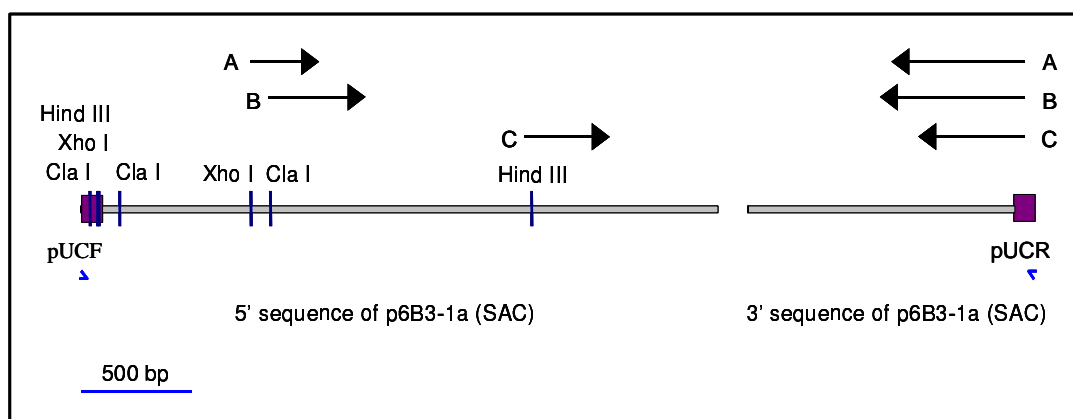 A
A
B
B
Hind III
C
C
Xho I
Cla I
Cla I
Xho I
Cla I
Hind III
pUCF
pUCR
5' sequence of p6B3-1a (SAC)
3' sequence of p6B3-1a (SAC)
500 bp